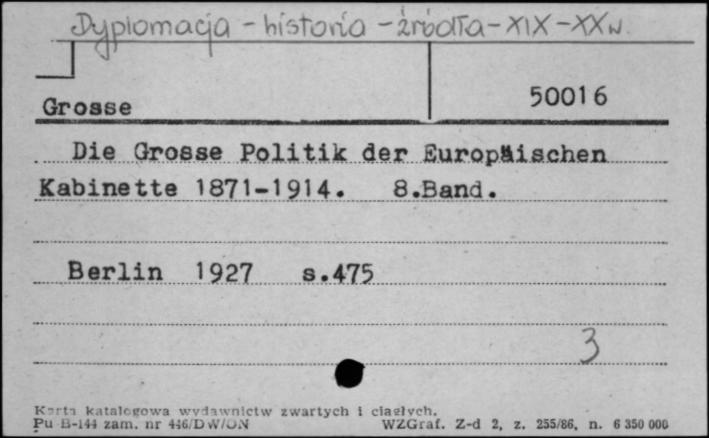 Dyplomacja - historia - źródła - XIX - XX w.
50016
Grosse
Die Grosse Politik der Europäischen
Kabinette 1871-1914. 8.Band.
Berlin 1927 s.475
3
Karta katalogowa wydawnictw zwartych i ciągłych.
Pu B-144 zam. nr 446/DW/ON WZGraf. Z-d 2, z. 255/86, n. 6 350 000